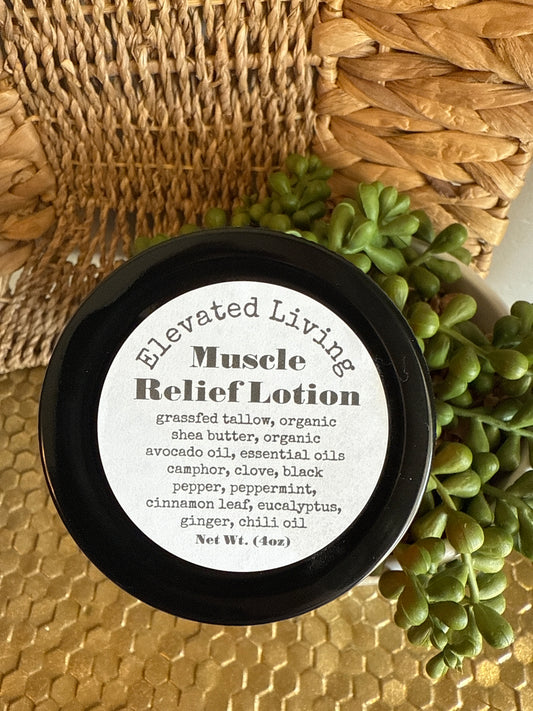 Elevated Living
Muscle
Relief Lotion
grassfed tallow, organic
shea butter, organic
avocado oil, essential oils
camphor, clove, black
pepper, peppermint,
cinnamon leaf, eucalyptus,
ginger, chili oil
Net Wt. (4oz)